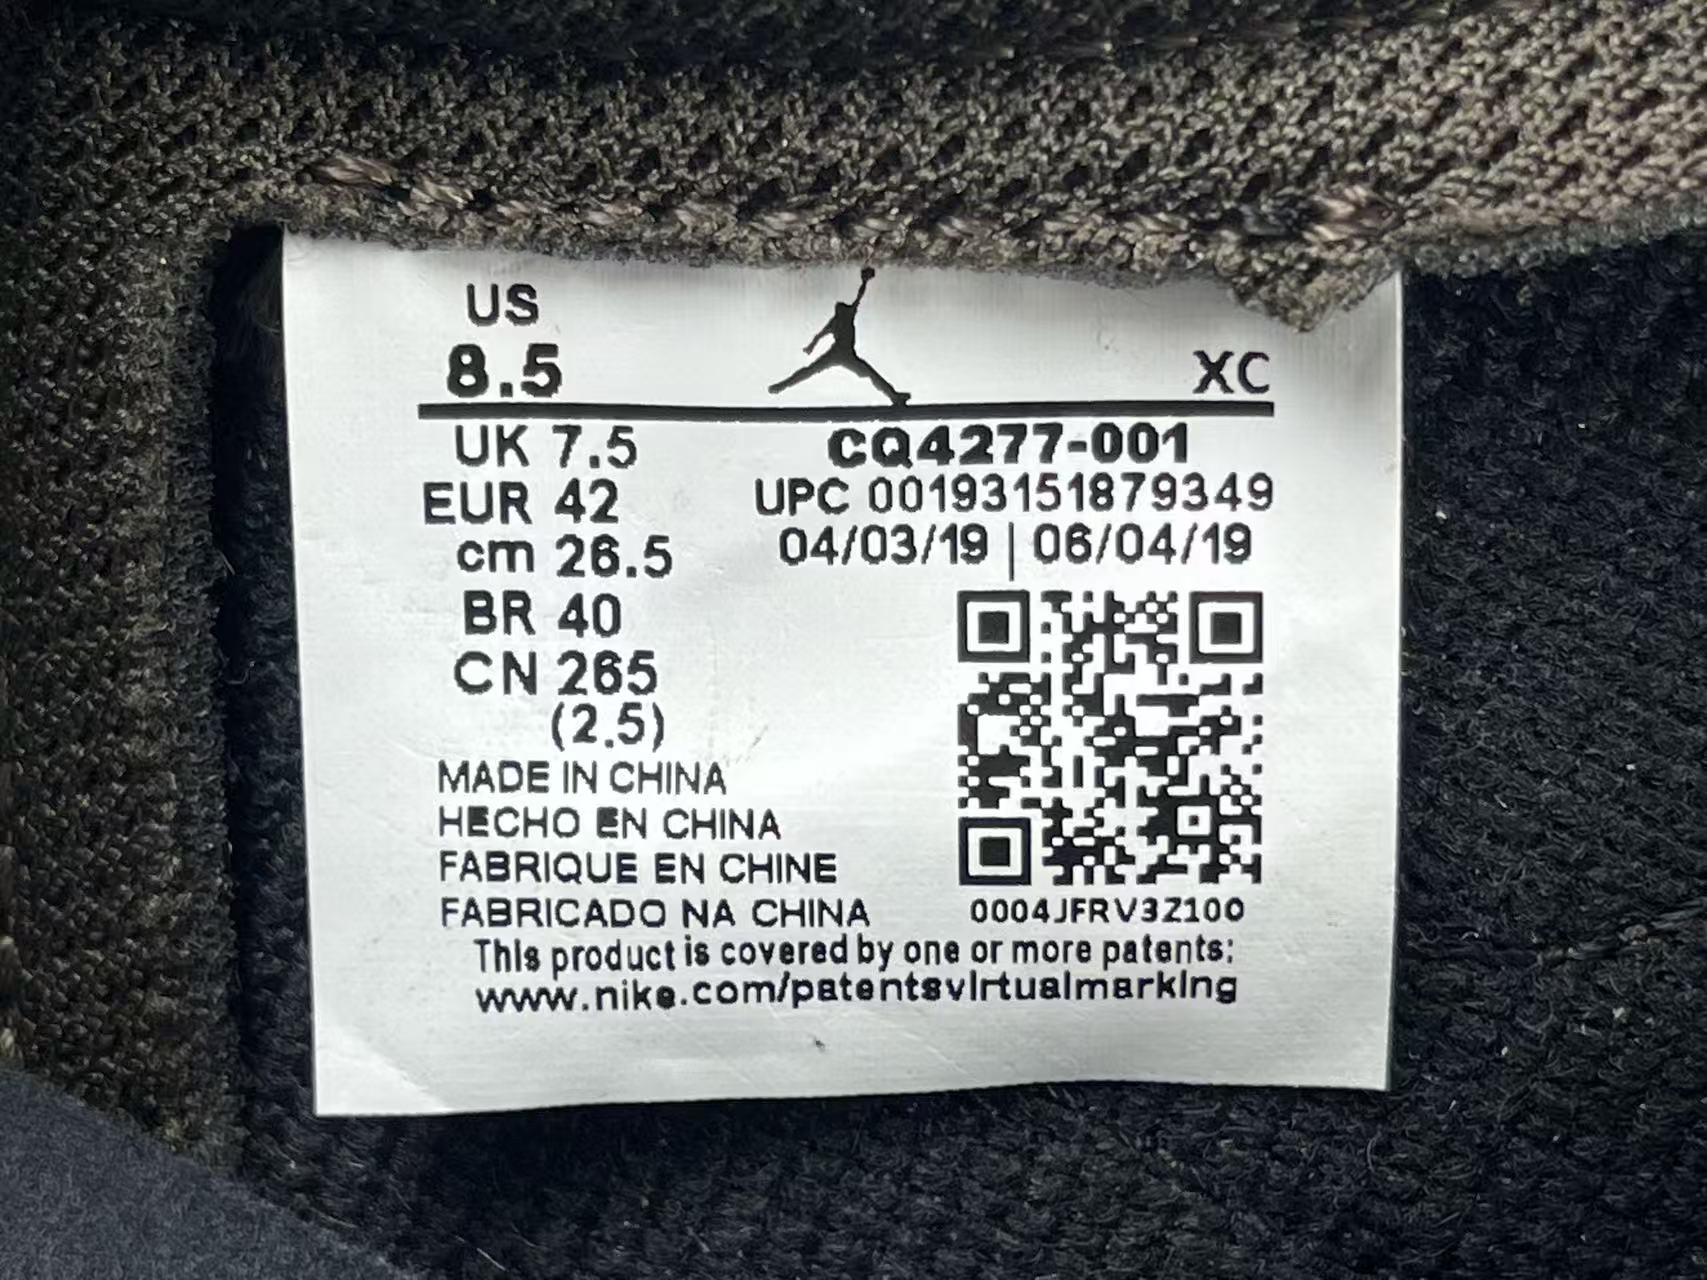 US
8.5
XC
UK 7.5
EUR 42
cm 26.5
BR 40
CN 265
(2.5)
CQ4277-001
UPC 00193151879349
04/03/19 | 06/04/19
MADE IN CHINA
HECHO EN CHINA
FABRIQUE EN CHINE
FABRICADO NA CHINA
0004JFRV3Z100
This product is covered by one or more patents:
www.nike.com/patentsvirtualmarking